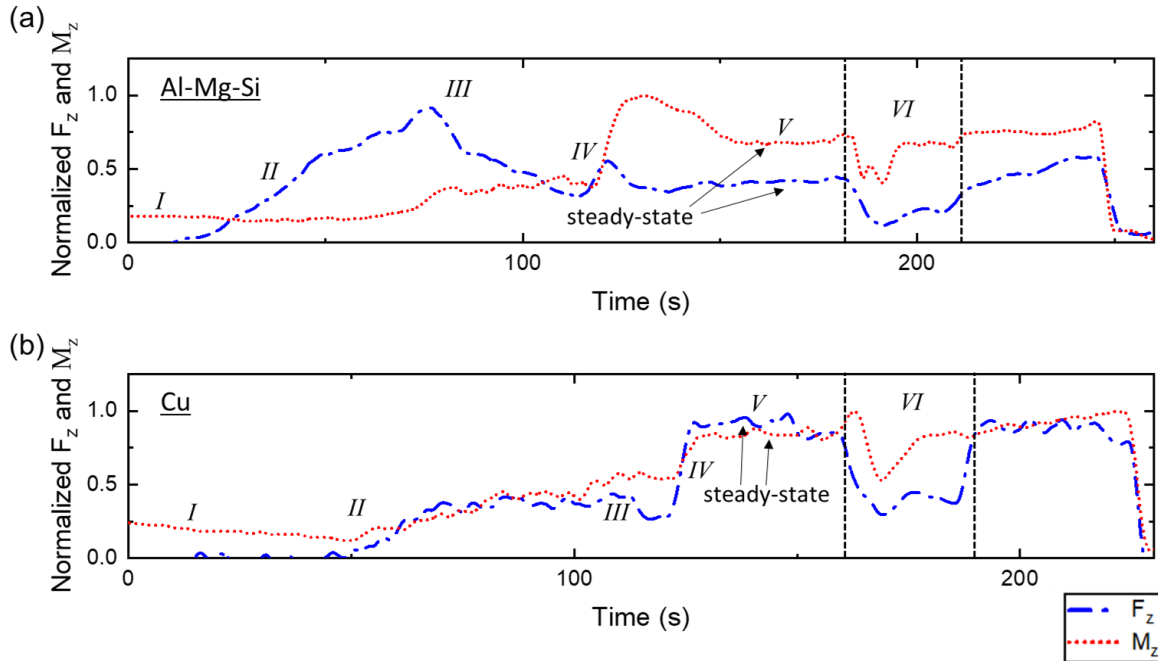 (a)
Normalized F_z and M_z
Al-Mg-Si
I
II
III
IV
V
VI
steady-state
1.0
0.5
0.0
0
100
200
Time (s)
(b)
Normalized F_z and M_z
Cu
I
II
III
IV
V
VI
steady-state
1.0
0.5
0.0
0
100
200
Time (s)
F_z
M_z